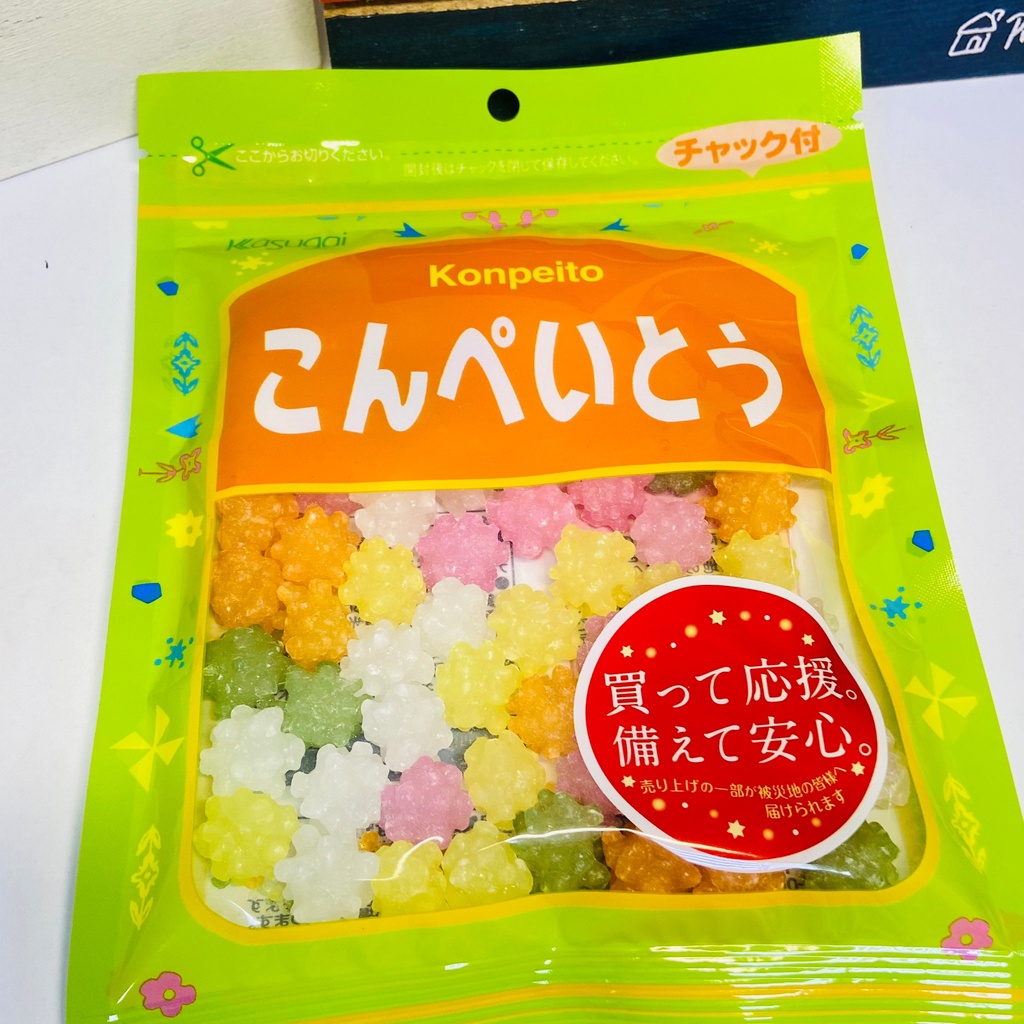 ここからお切りください。
開封後はチャックを閉じて保存してください。
チャック付
Kasugai
Konpeito
こんぺいとう
買って応援。
備えて安心。
売り上げの一部が被災地の皆様へ
届けられます